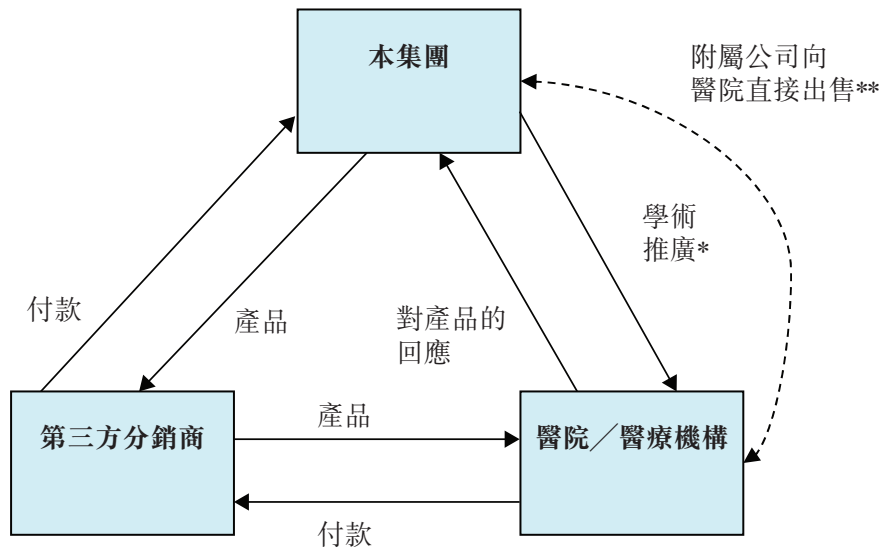 本集團
附屬公司向
醫院直接出售**
學術
推廣*
付款
產品
對產品的
回應
第三方分銷商
產品
醫院／醫療機構
付款